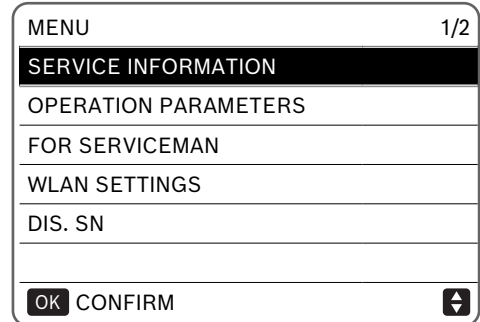 MENU 1/2
SERVICE INFORMATION
OPERATION PARAMETERS
FOR SERVICEMAN
WLAN SETTINGS
DIS. SN
OK CONFIRM